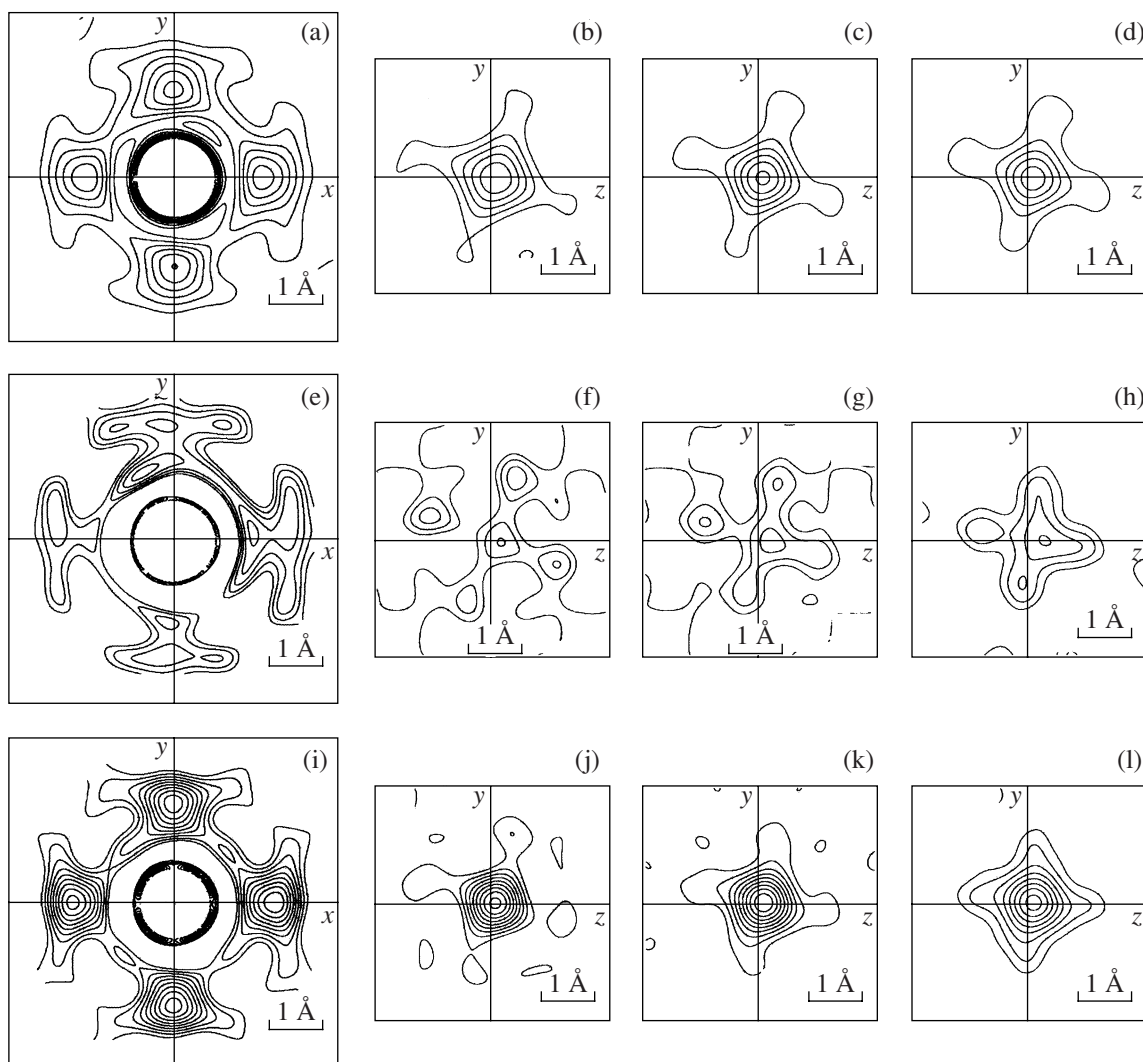 (a) (b) (c) (d)
y y y y
x z z z
1 Å 1 Å 1 Å 1 Å
(e) (f) (g) (h)
y y y y
x z z z
1 Å 1 Å 1 Å 1 Å
(i) (j) (k) (l)
y y y y
x z z z
1 Å 1 Å 1 Å 1 Å